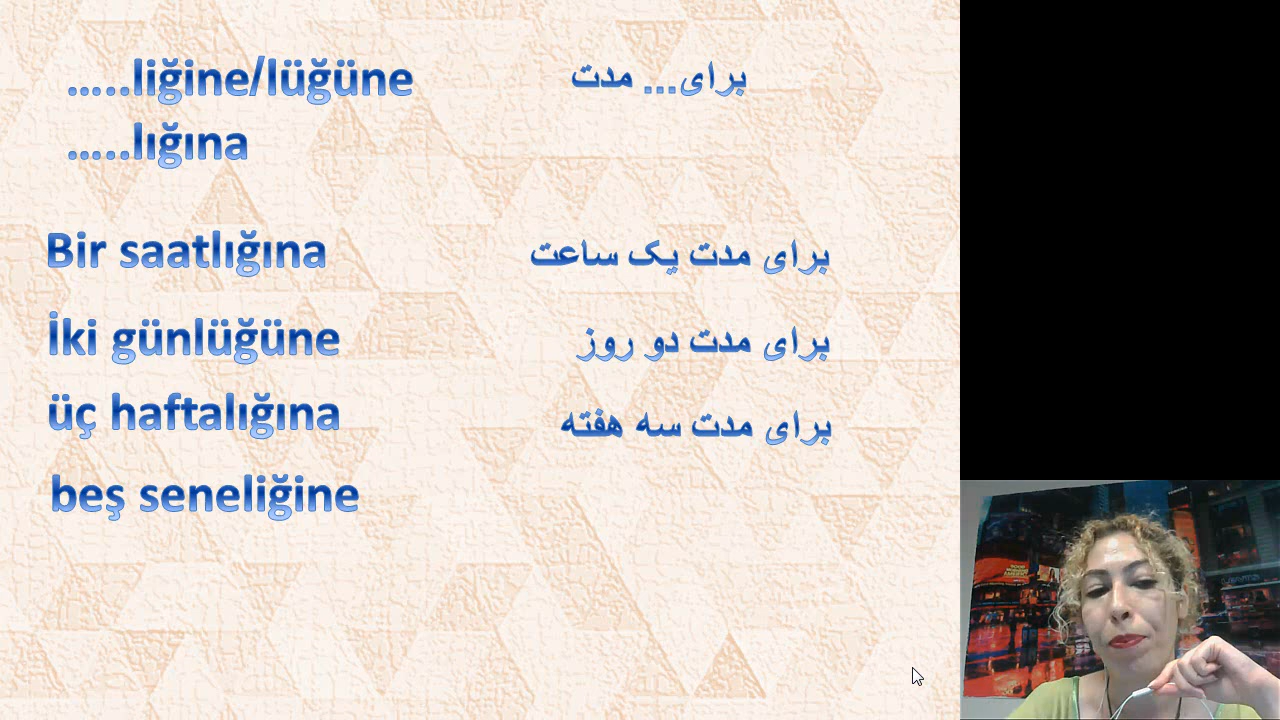 .....liğine/lüğüne برای... مدت
.....lığına
Bir saatlığına برای مدت یک ساعت
İki günlüğüne برای مدت دو روز
üç haftalığına برای مدت سه هفته
beş seneliğine